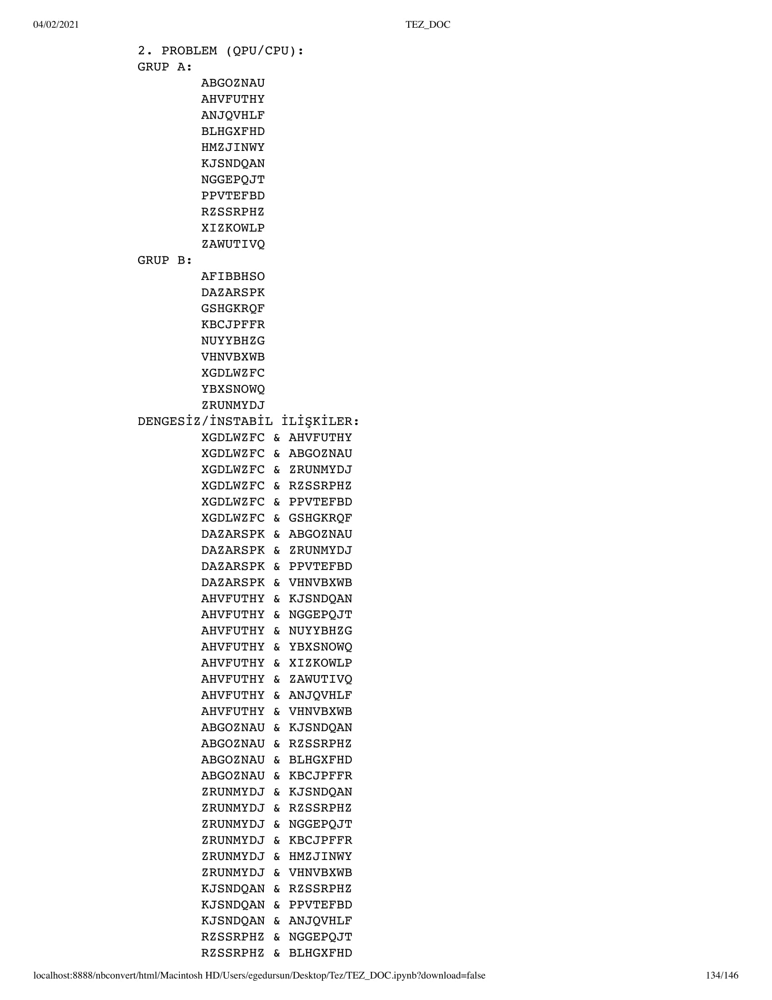 04/02/2021 TEZ_DOC
2. PROBLEM (QPU/CPU):
GRUP A:
ABGOZNAU
AHVFUTHY
ANJQVHLF
BLHGXFHD
HMZJINWY
KJSNDQAN
NGGEPQJT
PPVTEFBD
RZSSRPHZ
XIZKOWLP
ZAWUTIVQ
GRUP B:
AFIBBHSO
DAZARSPK
GSHGKRQF
KBCJPFFR
NUYYBHZG
VHNVBXWB
XGDLWZFC
YBXSNOWQ
ZRUNMYDJ
DENGESİZ/İNSTABİL İLİŞKİLER:
XGDLWZFC & AHVFUTHY
XGDLWZFC & ABGOZNAU
XGDLWZFC & ZRUNMYDJ
XGDLWZFC & RZSSRPHZ
XGDLWZFC & PPVTEFBD
XGDLWZFC & GSHGKRQF
DAZARSPK & ABGOZNAU
DAZARSPK & ZRUNMYDJ
DAZARSPK & PPVTEFBD
DAZARSPK & VHNVBXWB
AHVFUTHY & KJSNDQAN
AHVFUTHY & NGGEPQJT
AHVFUTHY & NUYYBHZG
AHVFUTHY & YBXSNOWQ
AHVFUTHY & XIZKOWLP
AHVFUTHY & ZAWUTIVQ
AHVFUTHY & ANJQVHLF
AHVFUTHY & VHNVBXWB
ABGOZNAU & KJSNDQAN
ABGOZNAU & RZSSRPHZ
ABGOZNAU & BLHGXFHD
ABGOZNAU & KBCJPFFR
ZRUNMYDJ & KJSNDQAN
ZRUNMYDJ & RZSSRPHZ
ZRUNMYDJ & NGGEPQJT
ZRUNMYDJ & KBCJPFFR
ZRUNMYDJ & HMZJINWY
ZRUNMYDJ & VHNVBXWB
KJSNDQAN & RZSSRPHZ
KJSNDQAN & PPVTEFBD
KJSNDQAN & ANJQVHLF
RZSSRPHZ & NGGEPQJT
RZSSRPHZ & BLHGXFHD
localhost:8888/nbconvert/html/Macintosh HD/Users/egedursun/Desktop/Tez/TEZ_DOC.ipynb?download=false 134/146